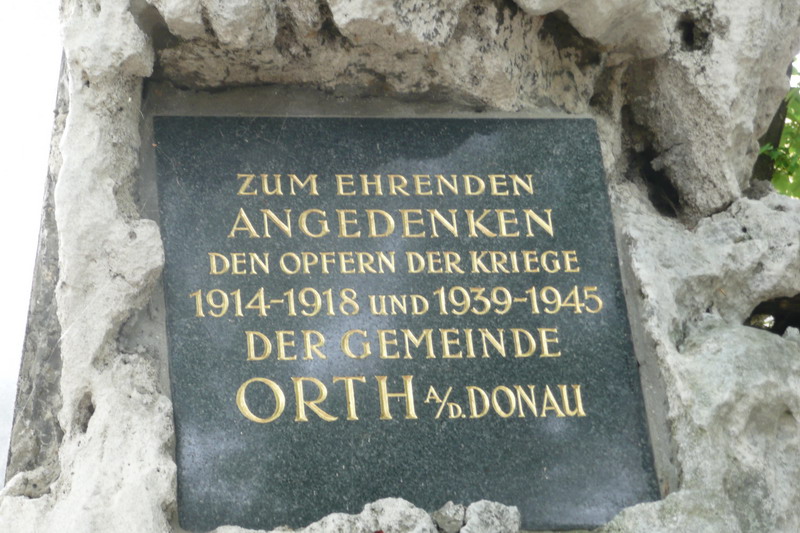 ZUM EHRENDEN
ANGEDENKEN
DEN OPFERN DER KRIEGE
1914-1918 UND 1939-1945
DER GEMEINDE
ORTH A/D. DONAU